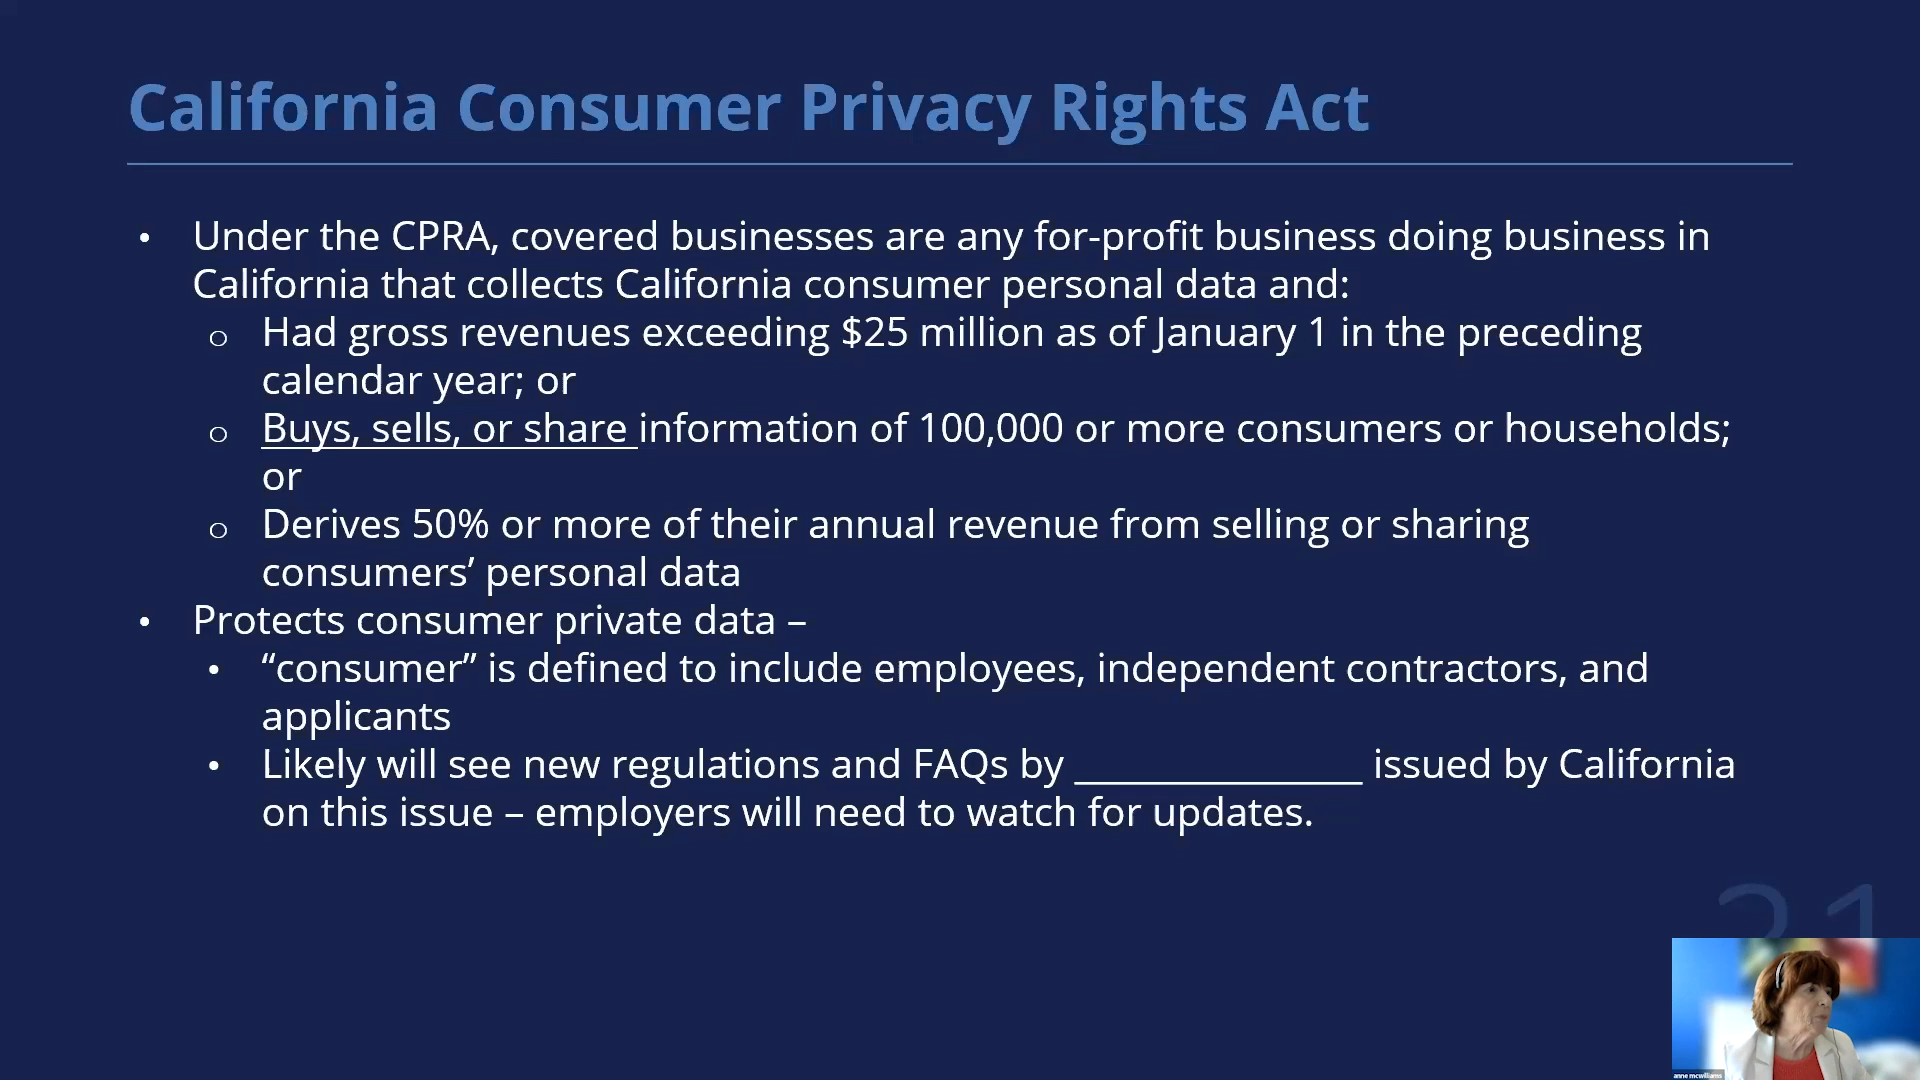 California Consumer Privacy Rights Act
• Under the CPRA, covered businesses are any for-profit business doing business in
California that collects California consumer personal data and:
o Had gross revenues exceeding $25 million as of January 1 in the preceding
calendar year; or
o Buys, sells, or share information of 100,000 or more consumers or households;
or
o Derives 50% or more of their annual revenue from selling or sharing
consumers’ personal data
• Protects consumer private data –
• “consumer” is defined to include employees, independent contractors, and
applicants
• Likely will see new regulations and FAQs by ______________ issued by California
on this issue – employers will need to watch for updates.
21
anne mcwilliams